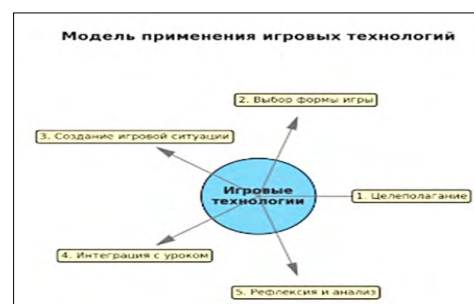 Модель применения игровых технологий
2. Выбор формы игры
3. Создание игровой ситуации
Игровые
технологии
1. Целеполагание
4. Интеграция с уроком
5. Рефлексия и анализ